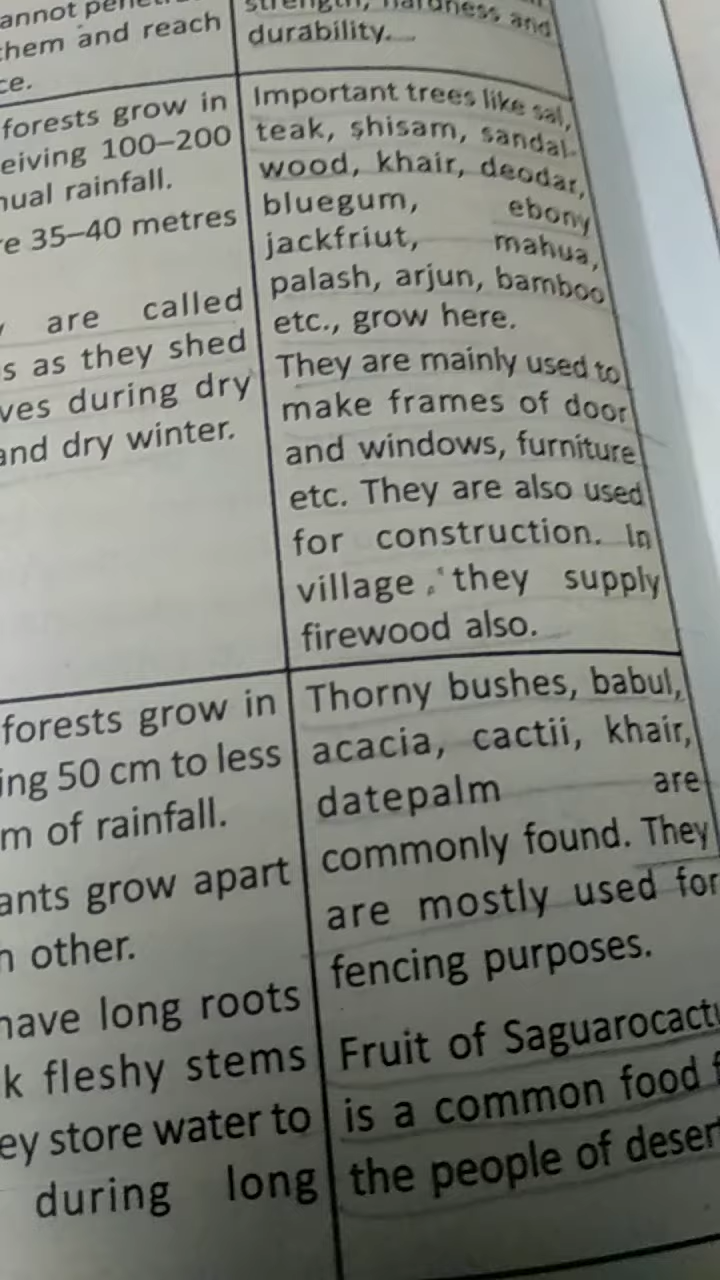 them and reach
ce.
forests grow in
eiving 100–200
nual rainfall.
re 35–40 metres
are called
s as they shed
ves during dry
and dry winter.
forests grow in
ing 50 cm to less
m of rainfall.
ants grow apart
h other.
have long roots
k fleshy stems
ey store water to
during long
strength, hardness and
durability.
Important trees like sal,
teak, shisam, sandal-
wood, khair, deodar,
bluegum, ebony
jackfriut, mahua,
palash, arjun, bamboo
etc., grow here.
They are mainly used to
make frames of door
and windows, furniture
etc. They are also used
for construction. In
village, they supply
firewood also.
Thorny bushes, babul,
acacia, cactii, khair,
datepalm are
commonly found. They
are mostly used for
fencing purposes.
Fruit of Saguarocactu
is a common food f
the people of deser